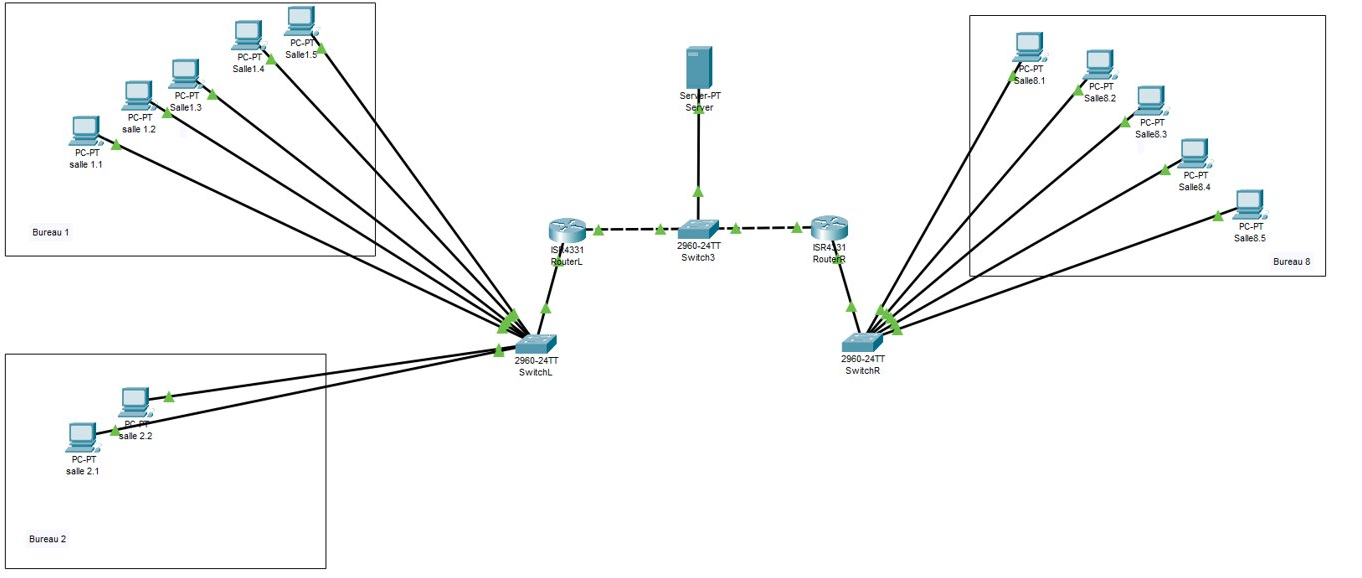 PC-PT
Salle1.5
PC-PT
Salle1.4
PC-PT
Salle1.3
PC-PT
salle 1.2
PC-PT
salle 1.1
Bureau 1
Server-PT
Server
PC-PT
Salle8.1
PC-PT
Salle8.2
PC-PT
Salle8.3
PC-PT
Salle8.4
PC-PT
Salle8.5
Bureau 8
ISR4331
RouterL
2960-24TT
Switch3
ISR4331
RouterR
2960-24TT
SwitchL
2960-24TT
SwitchR
PC-PT
salle 2.2
PC-PT
salle 2.1
Bureau 2